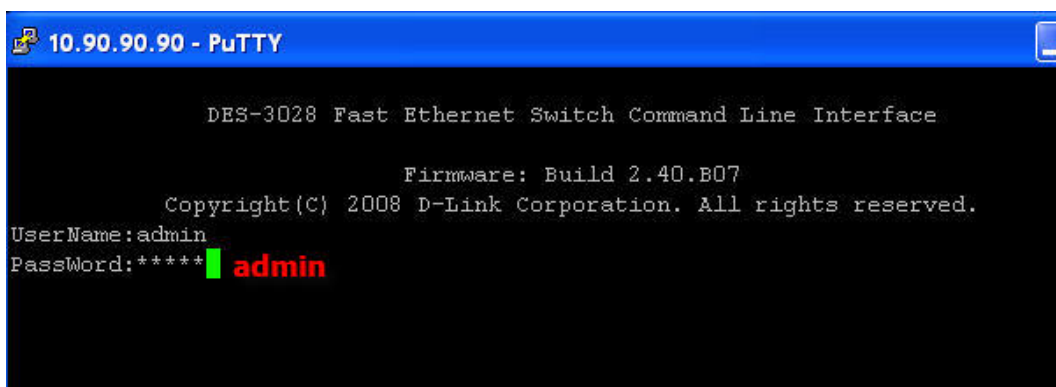 10.90.90.90 - PuTTY
DES-3028 Fast Ethernet Switch Command Line Interface
Firmware: Build 2.40.B07
Copyright(C) 2008 D-Link Corporation. All rights reserved.
UserName:admin
PassWord:***** admin